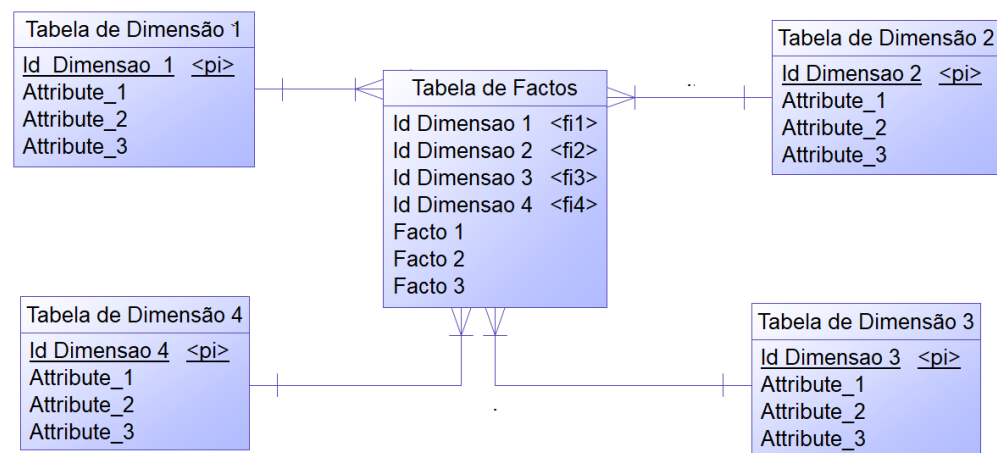 Tabela de Dimensão 1
Id_Dimensao_1 <pi>
Attribute_1
Attribute_2
Attribute_3
Tabela de Factos
Id Dimensao 1 <fi1>
Id Dimensao 2 <fi2>
Id Dimensao 3 <fi3>
Id Dimensao 4 <fi4>
Facto 1
Facto 2
Facto 3
Tabela de Dimensão 2
Id Dimensao 2 <pi>
Attribute_1
Attribute_2
Attribute_3
Tabela de Dimensão 4
Id Dimensao 4 <pi>
Attribute_1
Attribute_2
Attribute_3
Tabela de Dimensão 3
Id Dimensao 3 <pi>
Attribute_1
Attribute_2
Attribute_3